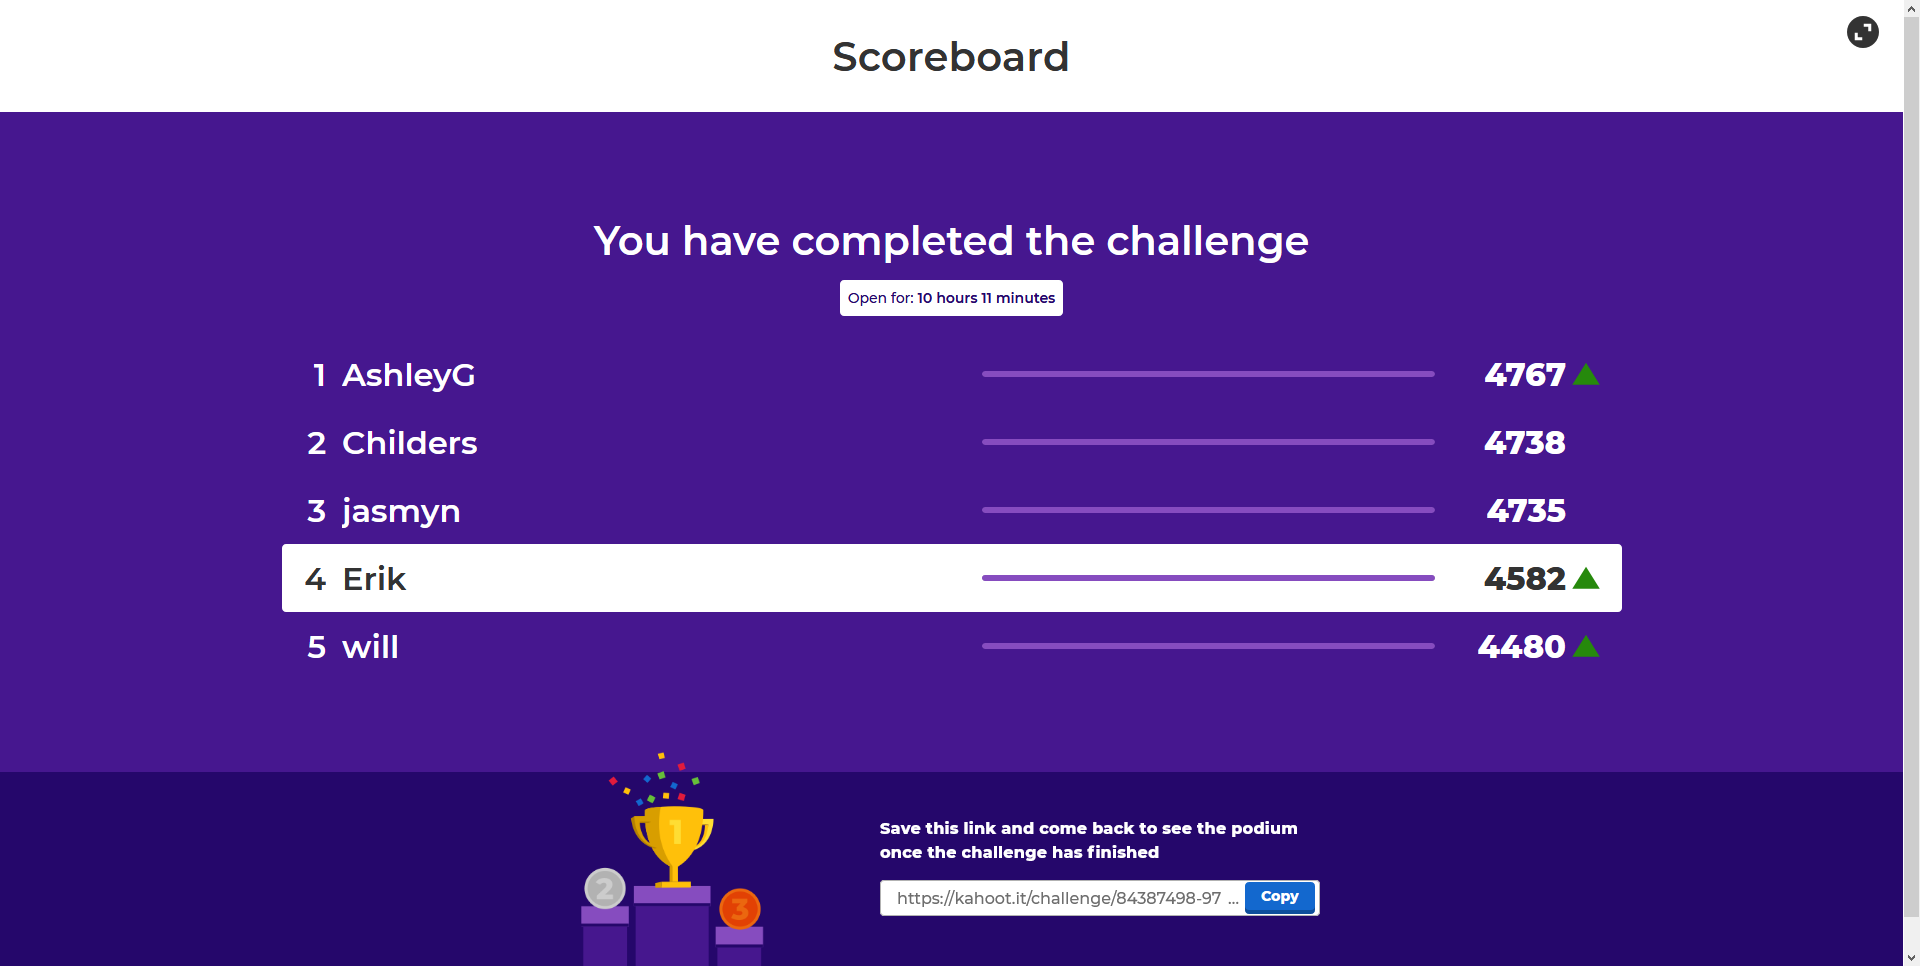 Scoreboard
You have completed the challenge
Open for: 10 hours 11 minutes
1 AshleyG 4767
2 Childers 4738
3 jasmyn 4735
4 Erik 4582
5 will 4480
1
2
3
Save this link and come back to see the podium
once the challenge has finished
https://kahoot.it/challenge/84387498-97 ... Copy